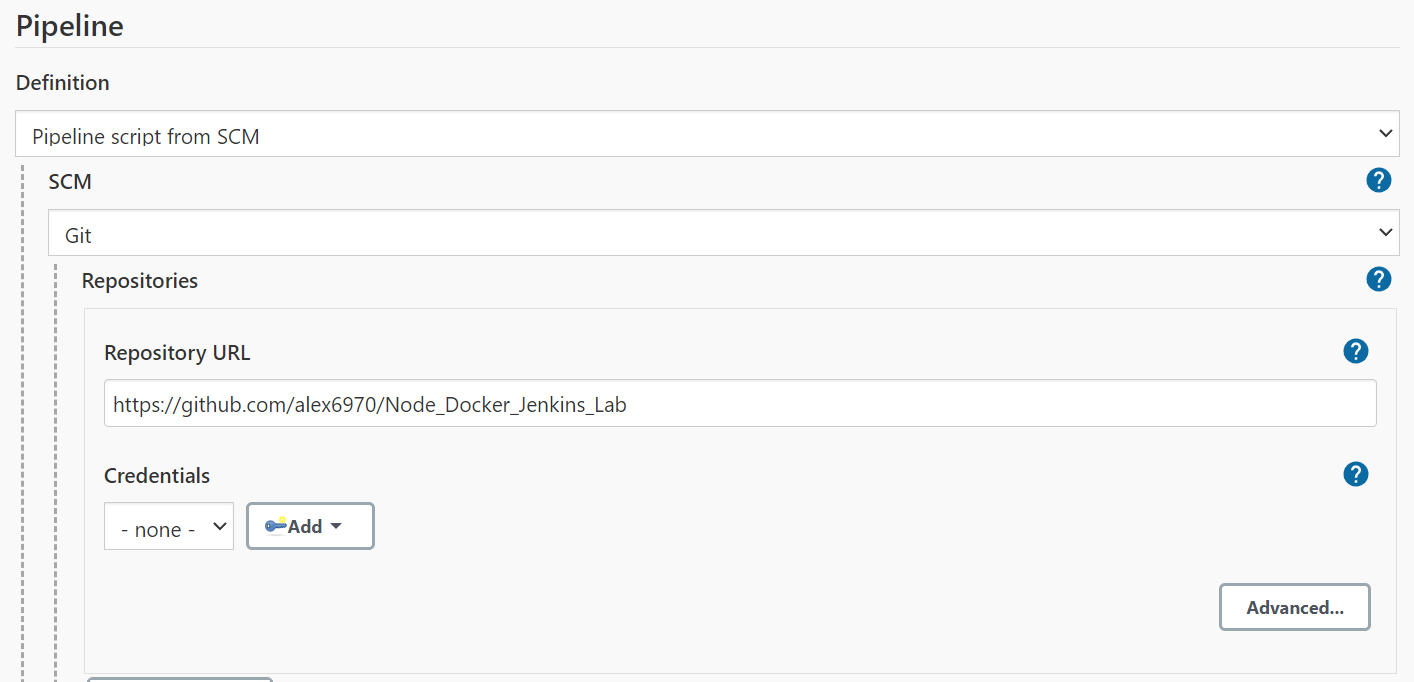 Pipeline
Definition
Pipeline script from SCM
SCM
?
Git
Repositories
?
Repository URL
?
https://github.com/alex6970/Node_Docker_Jenkins_Lab
Credentials
?
- none -
Add
Advanced...